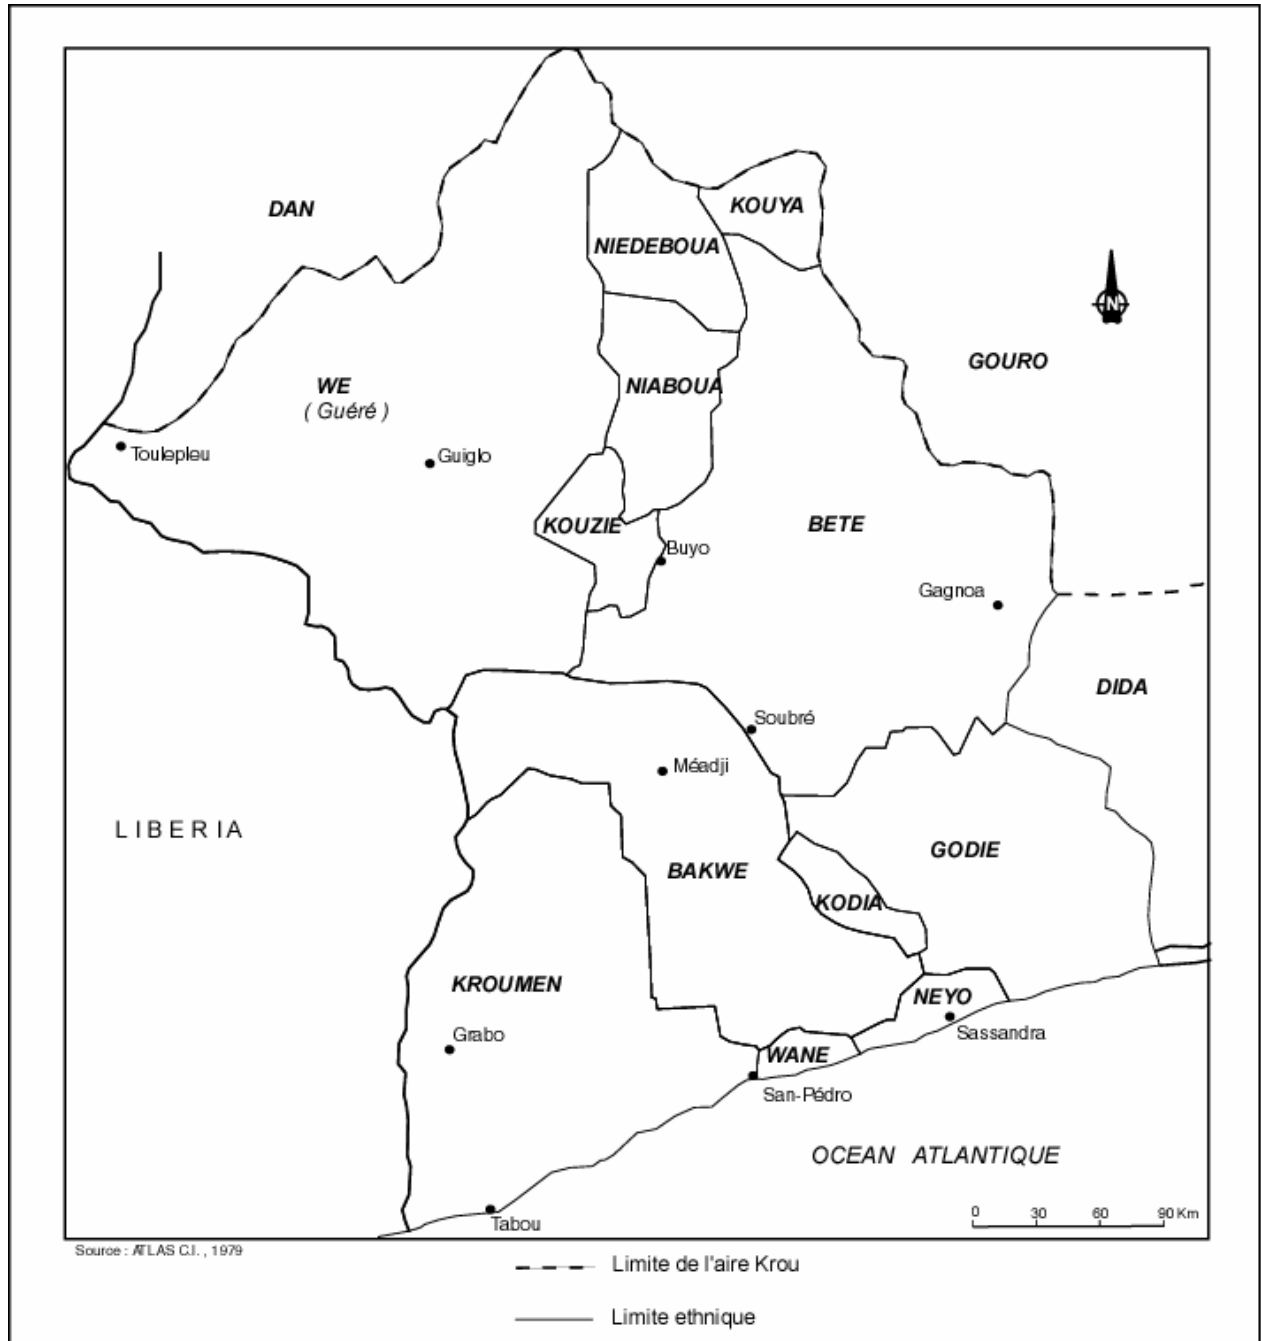 DAN
KOUYA
NIEDEBOUA
N
GOURO
WE
( Guéré )
NIABOUA
Toulepleu
Guiglo
KOUZIE
BETE
Buyo
Gagnoa
DIDA
Soubré
Méadji
LIBERIA
GODIE
BAKWE
KODIA
KROUMEN
NEYO
Grabo
Sassandra
WANE
San-Pédro
OCEAN ATLANTIQUE
0 30 60 90 Km
Tabou
Source : ATLAS C.I. , 1979
Limite de l'aire Krou
Limite ethnique